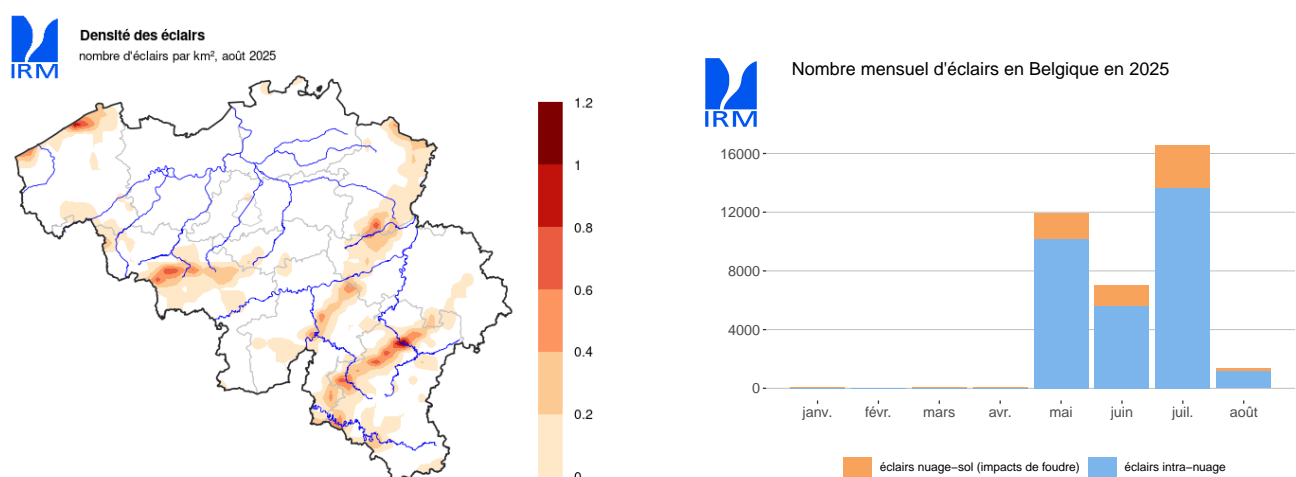 IRM
Densité des éclairs
nombre d'éclairs par km², août 2025
1.2
1
0.8
0.6
0.4
0.2
0
IRM
Nombre mensuel d'éclairs en Belgique en 2025
16000
12000
8000
4000
0
janv. févr. mars avr. mai juin juil. août
éclairs nuage−sol (impacts de foudre) éclairs intra−nuage